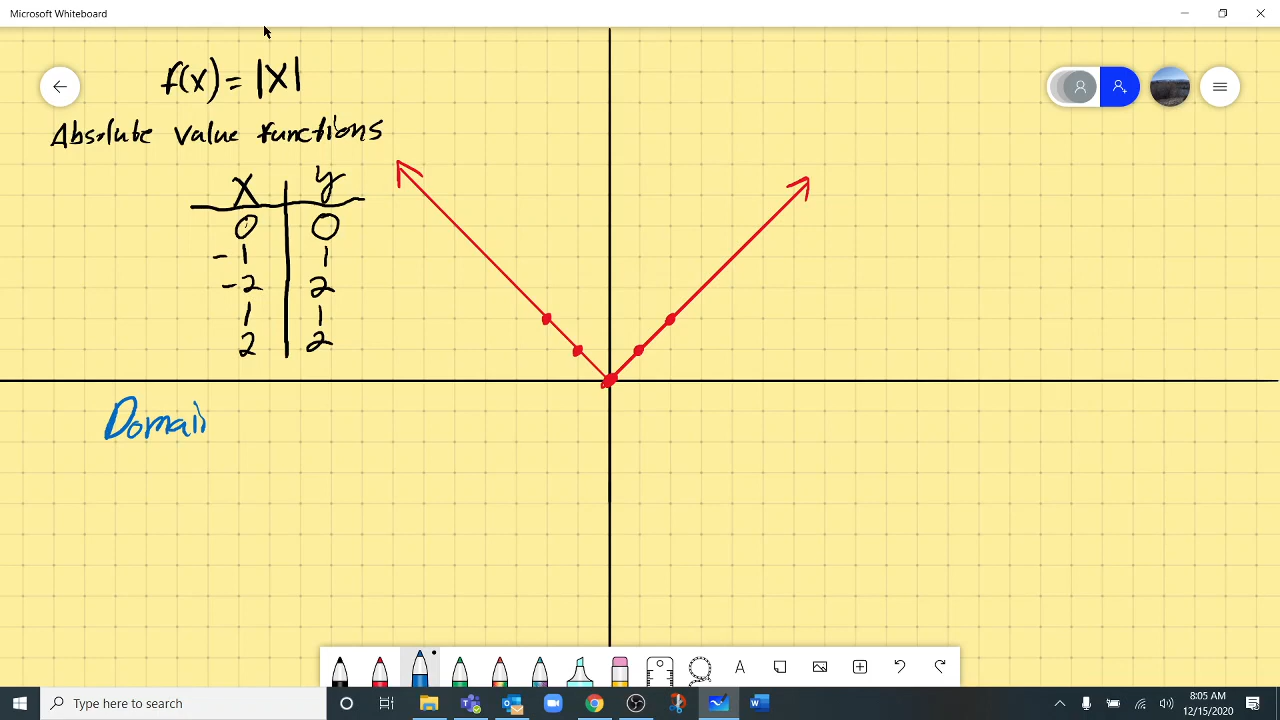 Microsoft Whiteboard
f(x) = |X|
Absolute Value functions
X y
0 0
-1 1
-2 2
1 1
2 2
Domain
A
Type here to search
8:05 AM
12/15/2020